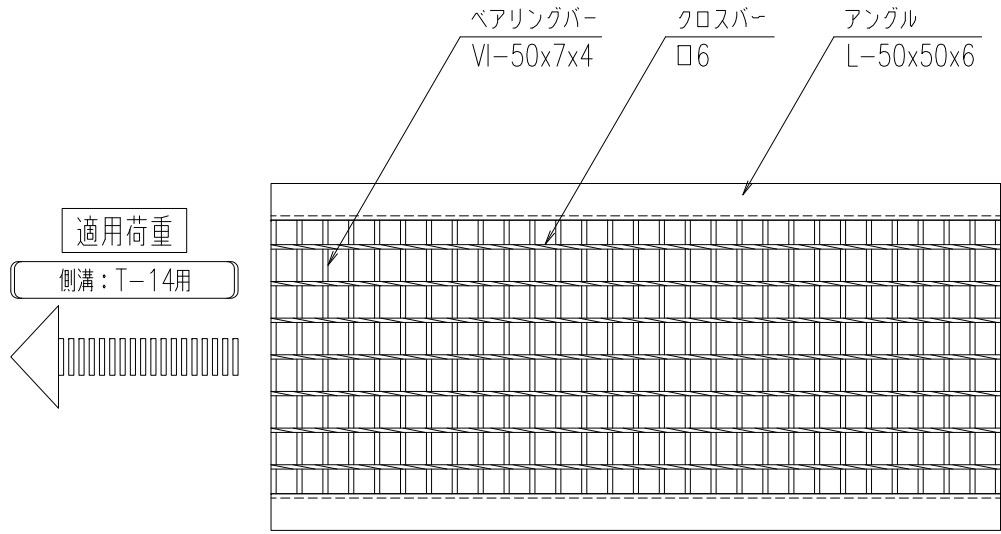 ベアリングバー
VI-50x7x4
クロスバー
□6
アングル
L-50x50x6
適用荷重
側溝：T-14用